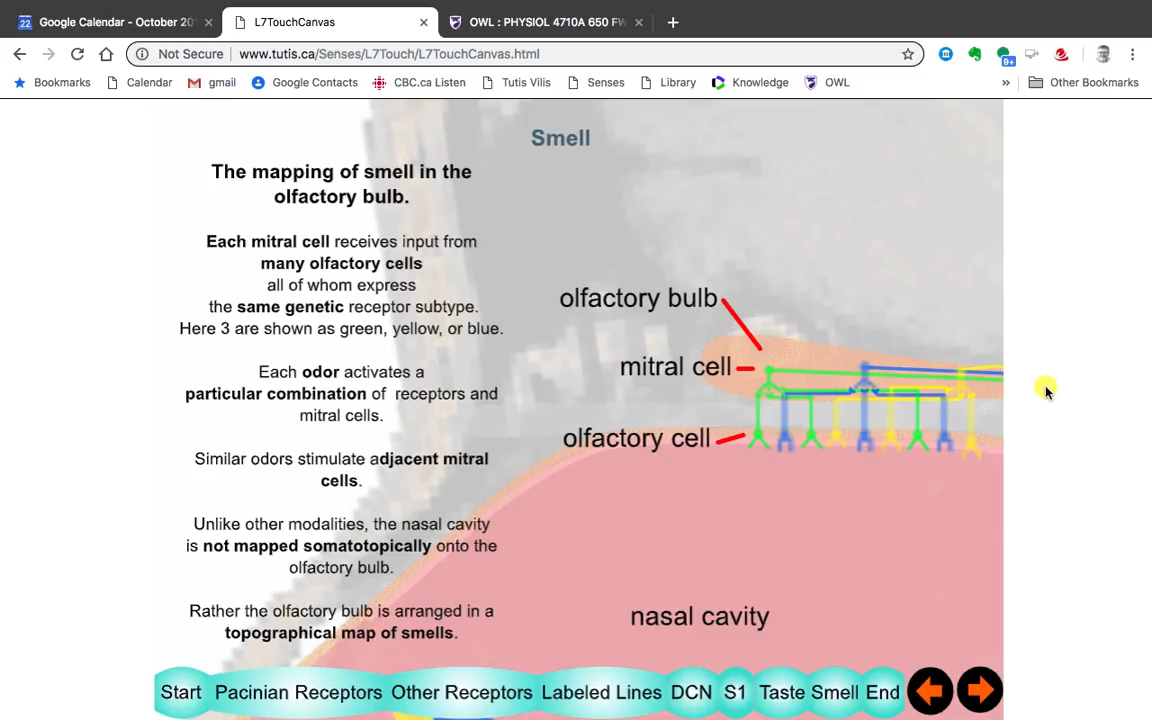 Google Calendar - October 20
L7TouchCanvas
OWL : PHYSIOL 4710A 650 FW
22
Not Secure
www.tutis.ca/Senses/L7Touch/L7TouchCanvas.html
9+
Bookmarks
Calendar
gmail
Google Contacts
CBC.ca Listen
Tutis Vilis
Senses
Library
Knowledge
OWL
»
Other Bookmarks
Smell
The mapping of smell in the
olfactory bulb.
Each mitral cell receives input from
many olfactory cells
all of whom express
the same genetic receptor subtype.
Here 3 are shown as green, yellow, or blue.
Each odor activates a
particular combination of receptors and
mitral cells.
Similar odors stimulate adjacent mitral
cells.
Unlike other modalities, the nasal cavity
is not mapped somatotopically onto the
olfactory bulb.
Rather the olfactory bulb is arranged in a
topographical map of smells.
olfactory bulb
mitral cell
olfactory cell
nasal cavity
Start
Pacinian Receptors
Other Receptors
Labeled Lines
DCN
S1
Taste
Smell
End